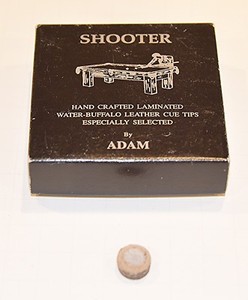 SHOOTER
HAND CRAFTED LAMINATED
WATER-BUFFALO LEATHER CUE TIPS
ESPECIALLY SELECTED
By
ADAM